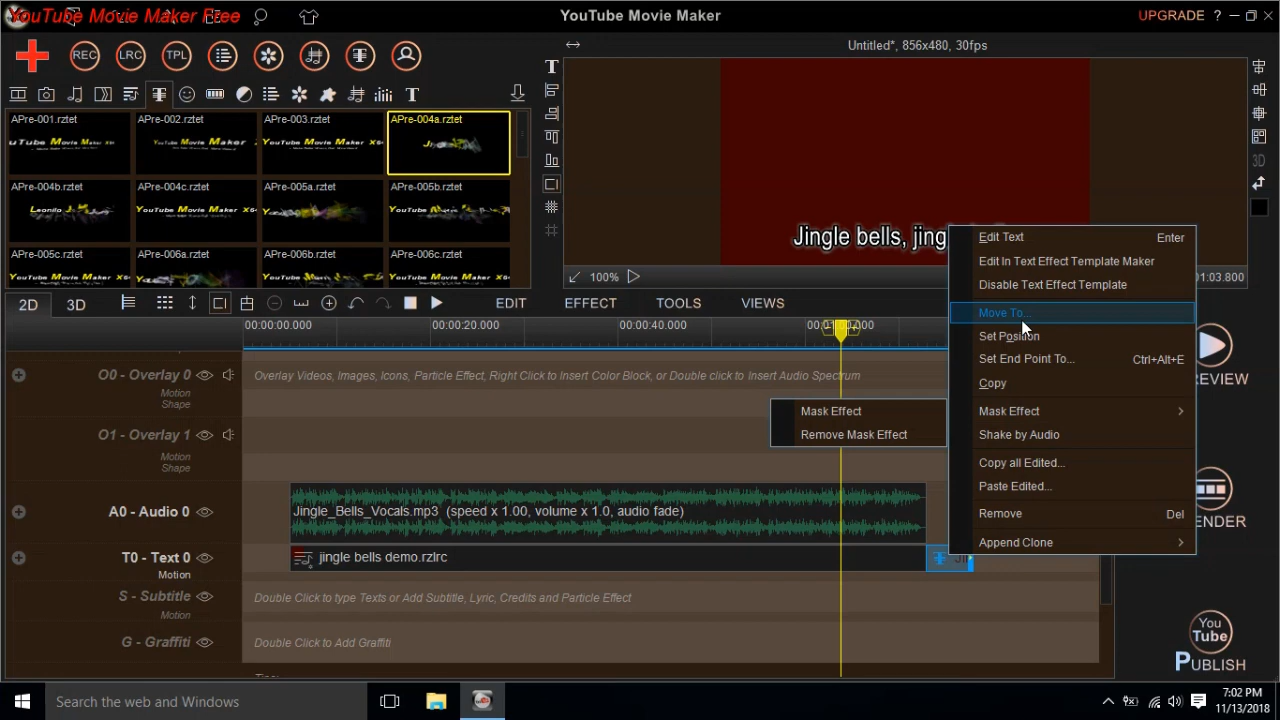 YouTube Movie Maker Free
YouTube Movie Maker
UPGRADE ?
REC
LRC
TPL
Untitled*, 856x480, 30fps
APre-001.rztet
APre-002.rztet
APre-003.rztet
APre-004a.rztet
APre-004b.rztet
APre-004c.rztet
APre-005a.rztet
APre-005b.rztet
APre-005c.rztet
APre-006.rztet
APre-006a.rztet
APre-006b.rztet
Jingle bells, jing
100%
01:03.800
Edit Text Enter
Edit In Text Effect Template Maker
Disable Text Effect Template
Move To...
Set Position
Set End Point To... Ctrl+Alt+E
Copy
Mask Effect
Shake by Audio
Copy all Edited...
Paste Edited...
Remove Del
Append Clone
Mask Effect
Remove Mask Effect
2D 3D
EDIT EFFECT TOOLS VIEWS
00:00:00.000 00:00:20.000 00:00:40.000
O0 - Overlay 0
Motion
Shape
Overlay Videos, Images, Icons, Particle Effect, Right Click to Insert Color Block, or Double click to Insert Audio Spectrum
O1 - Overlay 1
Motion
Shape
A0 - Audio 0
Jingle_Bells_Vocals.mp3 (speed x 1.00, volume x 1.0, audio fade)
T0 - Text 0
Motion
jingle bells demo.rzlrc
S - Subtitle
Motion
Double Click to type Texts or Add Subtitle, Lyric, Credits and Particle Effect
G - Graffiti
Double Click to Add Graffiti
You
Tube
PUBLISH
Search the web and Windows
7:02 PM
11/13/2018